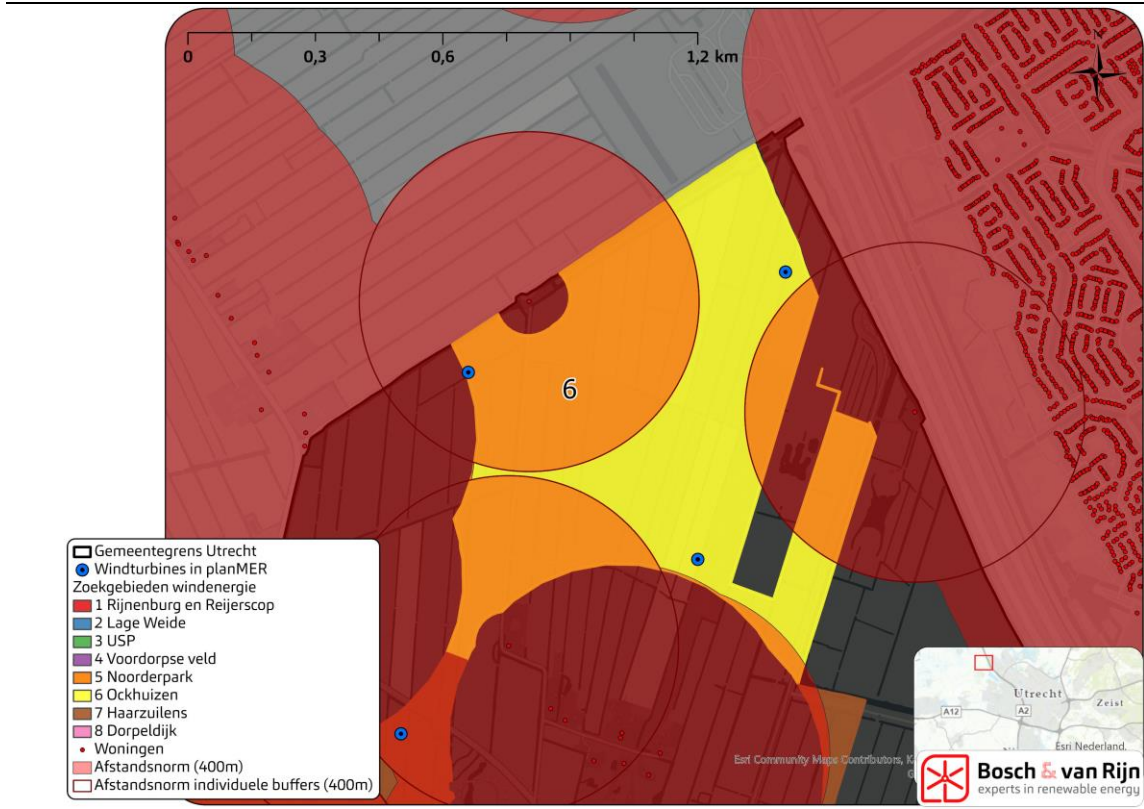 N
0 0,3 0,6 1,2 km
6
Gemeentegrens Utrecht
Windturbines in planMER
Zoekgebieden windenergie
1 Rijnenburg en Reijerscop
2 Lage Weide
3 USP
4 Voordorpse veld
5 Noorderpark
6 Ockhuizen
7 Haarzuilens
8 Dorpeldijk
Woningen
Afstandsnorm (400m)
Afstandsnorm individuele buffers (400m)
Utrecht
A12
A2
Zeist
Esri Nederland,
Esri Community Maps Contributors,
Bosch & van Rijn
experts in renewable energy